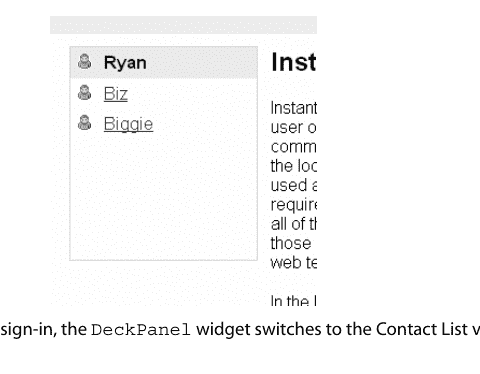 Ryan
Biz
Biggie
Inst
Instant
user o
comm
the loc
used a
require
all of th
those
web te
In the l
sign-in, the DeckPanel widget switches to the Contact List v